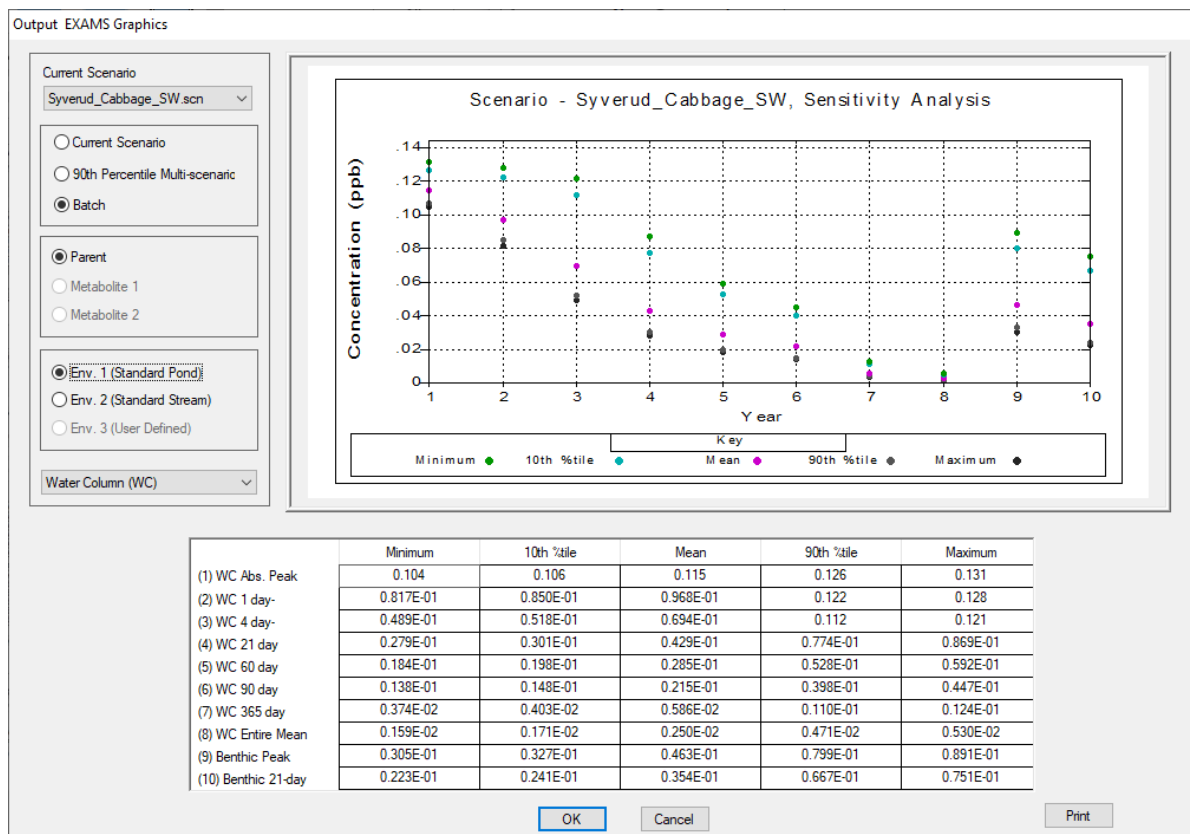 Output EXAMS Graphics
Current Scenario
Syverud_Cabbage_SW.scn
Current Scenario
90th Percentile Multi-scenaric
Batch
Parent
Metabolite 1
Metabolite 2
Env. 1 (Standard Pond)
Env. 2 (Standard Stream)
Env. 3 (User Defined)
Water Column (WC)
Scenario - Syverud_Cabbage_SW, Sensitivity Analysis
Concentration (ppb)
.14
.12
.10
.08
.06
.04
.02
0
1 2 3 4 5 6 7 8 9 10
Year
Key
Minimum 10th %tile Mean 90th %tile Maximum
Minimum 10th %tile Mean 90th %tile Maximum
(1) WC Abs. Peak 0.104 0.106 0.115 0.126 0.131
(2) WC 1 day- 0.817E-01 0.850E-01 0.968E-01 0.122 0.128
(3) WC 4 day- 0.489E-01 0.518E-01 0.694E-01 0.112 0.121
(4) WC 21 day 0.279E-01 0.301E-01 0.429E-01 0.774E-01 0.869E-01
(5) WC 60 day 0.184E-01 0.198E-01 0.285E-01 0.528E-01 0.592E-01
(6) WC 90 day 0.138E-01 0.148E-01 0.215E-01 0.398E-01 0.447E-01
(7) WC 365 day 0.374E-02 0.403E-02 0.586E-02 0.110E-01 0.124E-01
(8) WC Entire Mean 0.159E-02 0.171E-02 0.250E-02 0.471E-02 0.530E-02
(9) Benthic Peak 0.305E-01 0.327E-01 0.463E-01 0.799E-01 0.891E-01
(10) Benthic 21-day 0.223E-01 0.241E-01 0.354E-01 0.667E-01 0.751E-01
OK Cancel Print